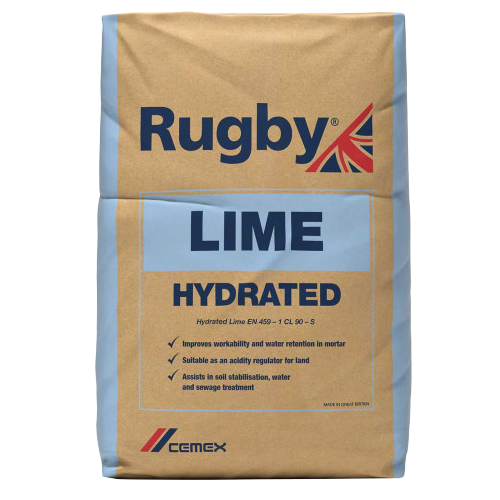 Rugby®
LIME
HYDRATED
Hydrated Lime EN 459 – 1 CL 90 – S
Improves workability and water retention in mortar
Suitable as an acidity regulator for land
Assists in soil stabilisation, water
and sewage treatment
MADE IN GREAT BRITAIN
CEMEX